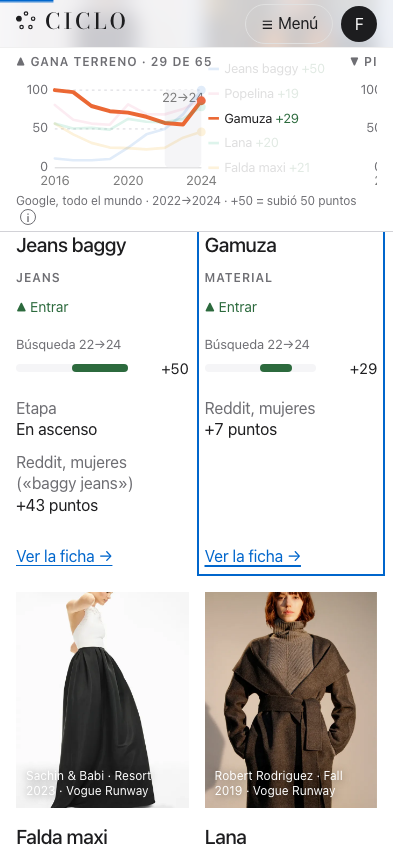 CICLO
Menú
F
▲ GANA TERRENO · 29 DE 65
▼ PI
Jeans baggy +50
Popelina +19
Gamuza +29
Lana +20
Falda maxi +21
22→24
100
50
0
2016
2020
2024
Google, todo el mundo · 2022→2024 · +50 = subió 50 puntos
Jeans baggy
JEANS
▲ Entrar
Búsqueda 22→24
+50
Etapa
En ascenso
Reddit, mujeres
(«baggy jeans»)
+43 puntos
Ver la ficha →
Gamuza
MATERIAL
▲ Entrar
Búsqueda 22→24
+29
Reddit, mujeres
+7 puntos
Ver la ficha →
Sachin & Babi · Resort
2023 · Vogue Runway
Robert Rodriguez · Fall
2019 · Vogue Runway
Falda maxi
Lana